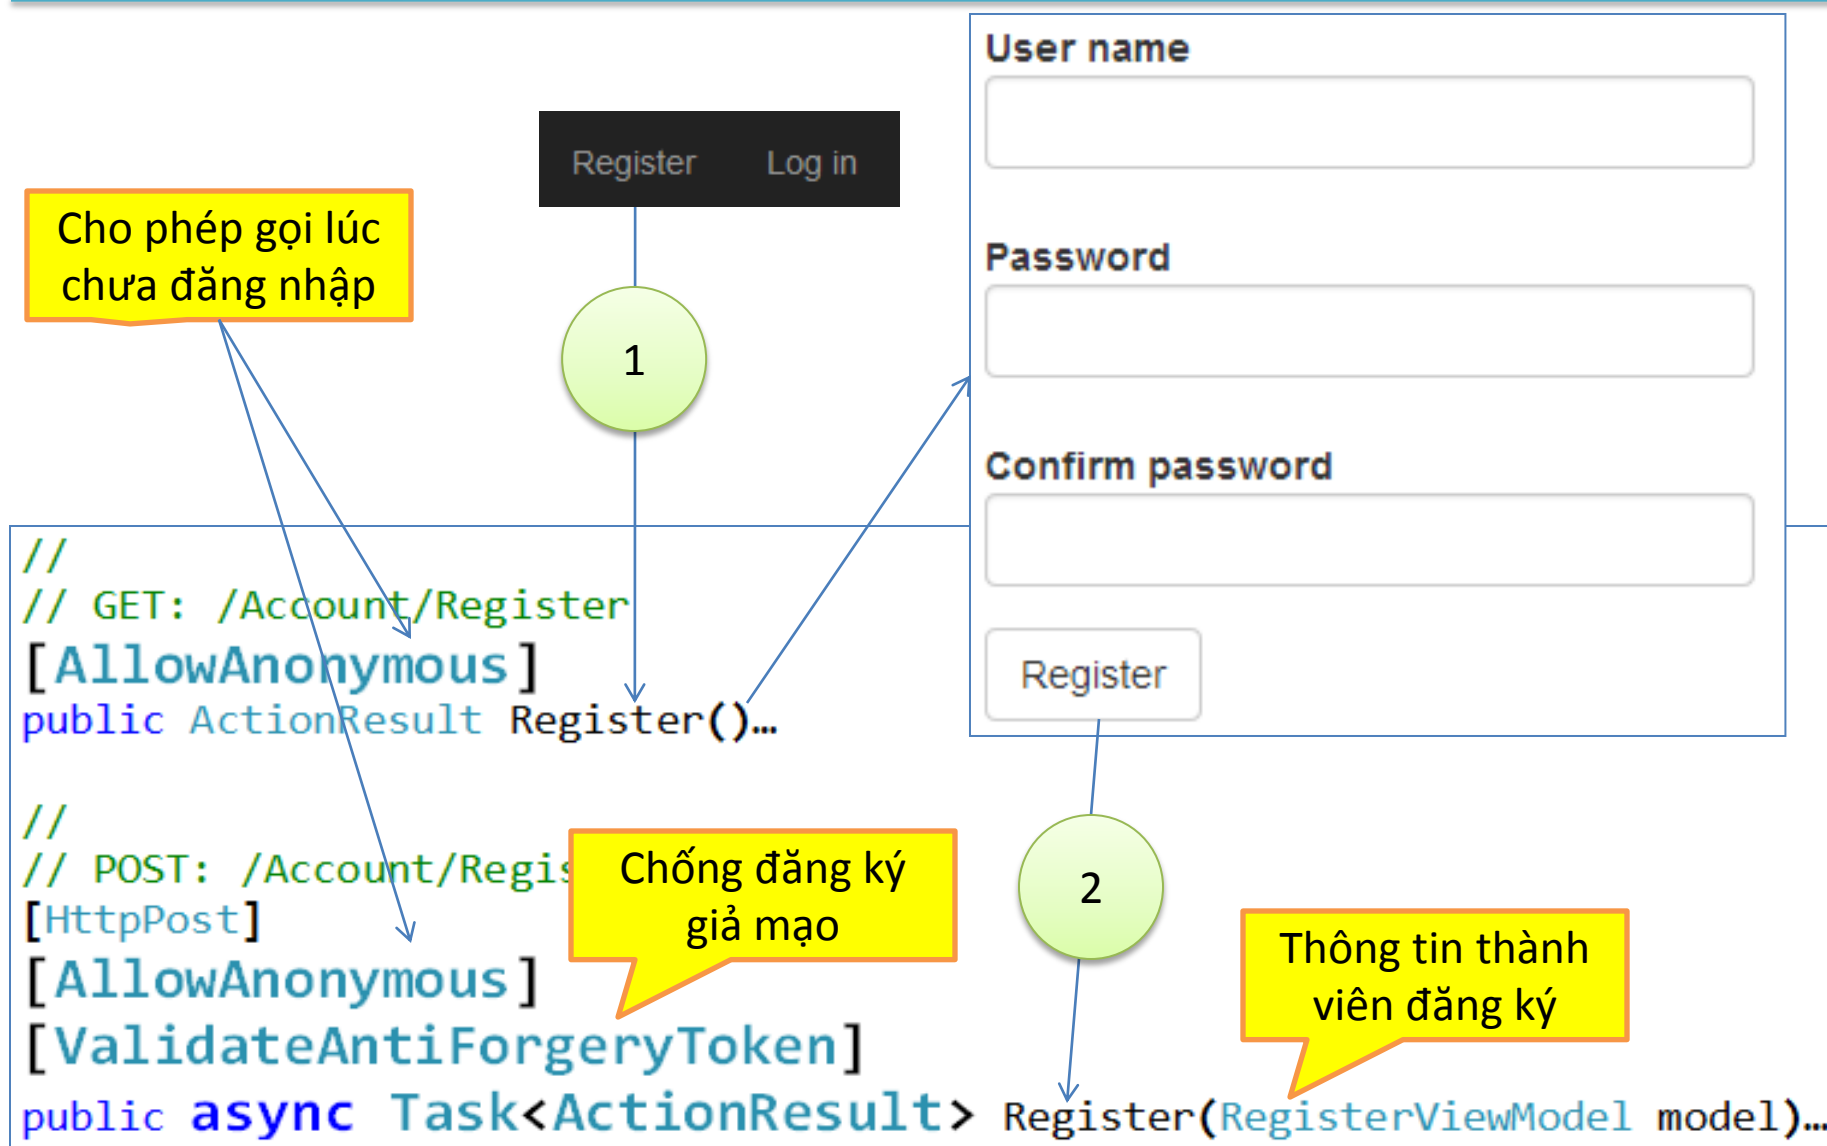 User name
Register Log in
Cho phép gọi lúc
chưa đăng nhập
Password
1
Confirm password
//
// GET: /Account/Register
[AllowAnonymous]
public ActionResult Register()…
Register
//
// POST: /Account/Regis
[HttpPost]
[AllowAnonymous]
[ValidateAntiForgeryToken]
public async Task<ActionResult> Register(RegisterViewModel model)…
Chống đăng ký
giả mạo
2
Thông tin thành
viên đăng ký